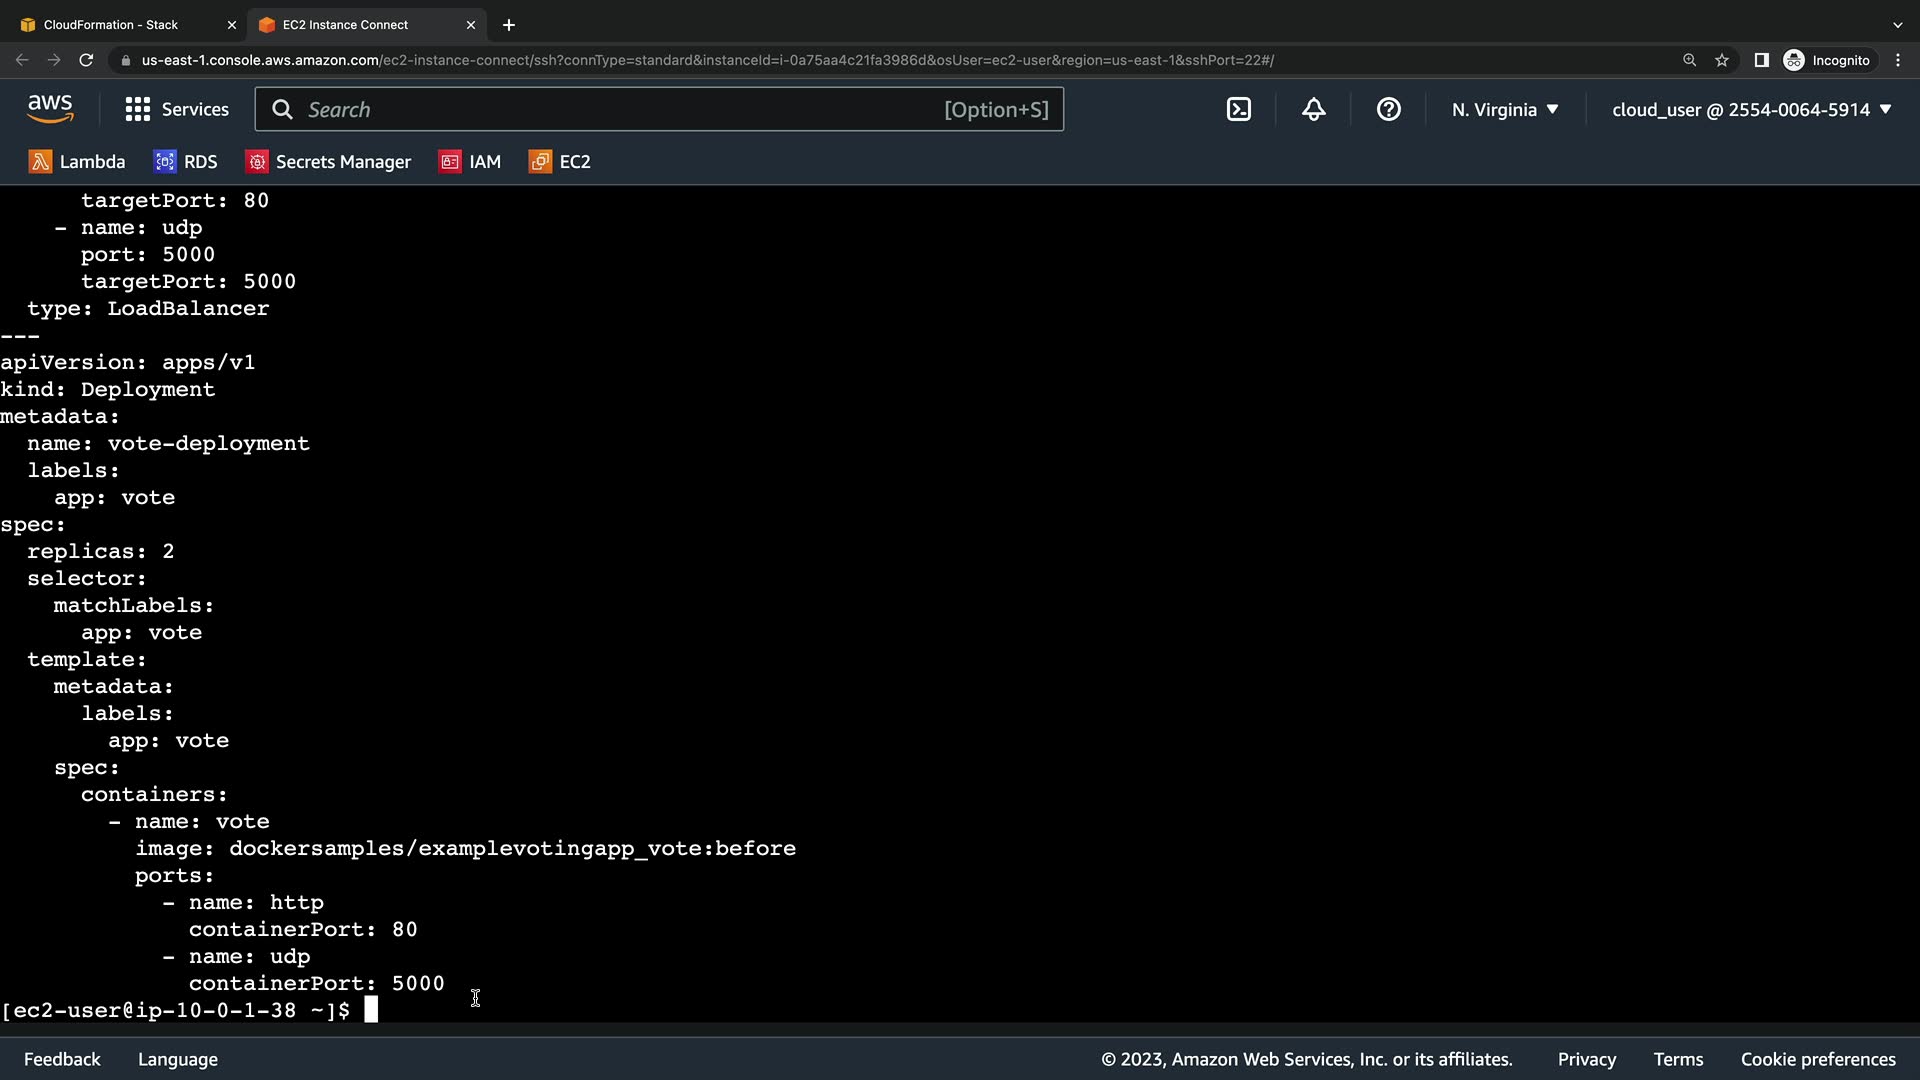 CloudFormation - Stack
EC2 Instance Connect
us-east-1.console.aws.amazon.com/ec2-instance-connect/ssh?connType=standard&instanceId=i-0a75aa4c21fa3986d&osUser=ec2-user&region=us-east-1&sshPort=22#/
Incognito
aws
Services
Search
[Option+S]
N. Virginia
cloud_user @ 2554-0064-5914
Lambda
RDS
Secrets Manager
IAM
EC2
      targetPort: 80
    - name: udp
      port: 5000
      targetPort: 5000
  type: LoadBalancer
---
apiVersion: apps/v1
kind: Deployment
metadata:
  name: vote-deployment
  labels:
    app: vote
spec:
  replicas: 2
  selector:
    matchLabels:
      app: vote
  template:
    metadata:
      labels:
        app: vote
    spec:
      containers:
        - name: vote
          image: dockersamples/examplevotingapp_vote:before
          ports:
            - name: http
              containerPort: 80
            - name: udp
              containerPort: 5000
[ec2-user@ip-10-0-1-38 ~]$
Feedback
Language
© 2023, Amazon Web Services, Inc. or its affiliates.
Privacy
Terms
Cookie preferences